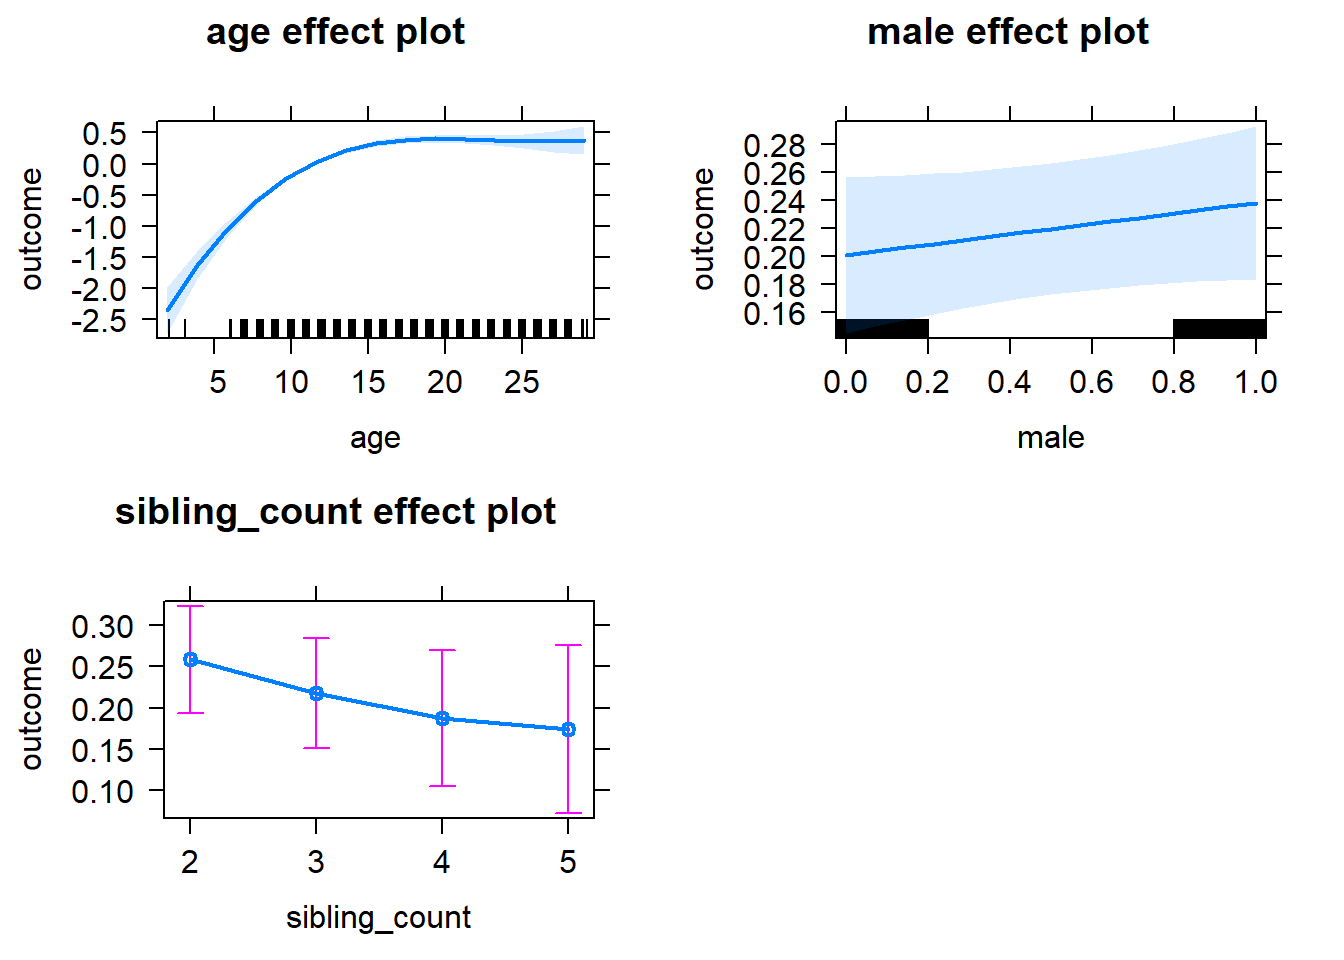 age effect plot
outcome
0.5
0.0
-0.5
-1.0
-1.5
-2.0
-2.5
5 10 15 20 25
age
male effect plot
outcome
0.28
0.26
0.24
0.22
0.20
0.18
0.16
0.0 0.2 0.4 0.6 0.8 1.0
male
sibling_count effect plot
outcome
0.30
0.25
0.20
0.15
0.10
2 3 4 5
sibling_count